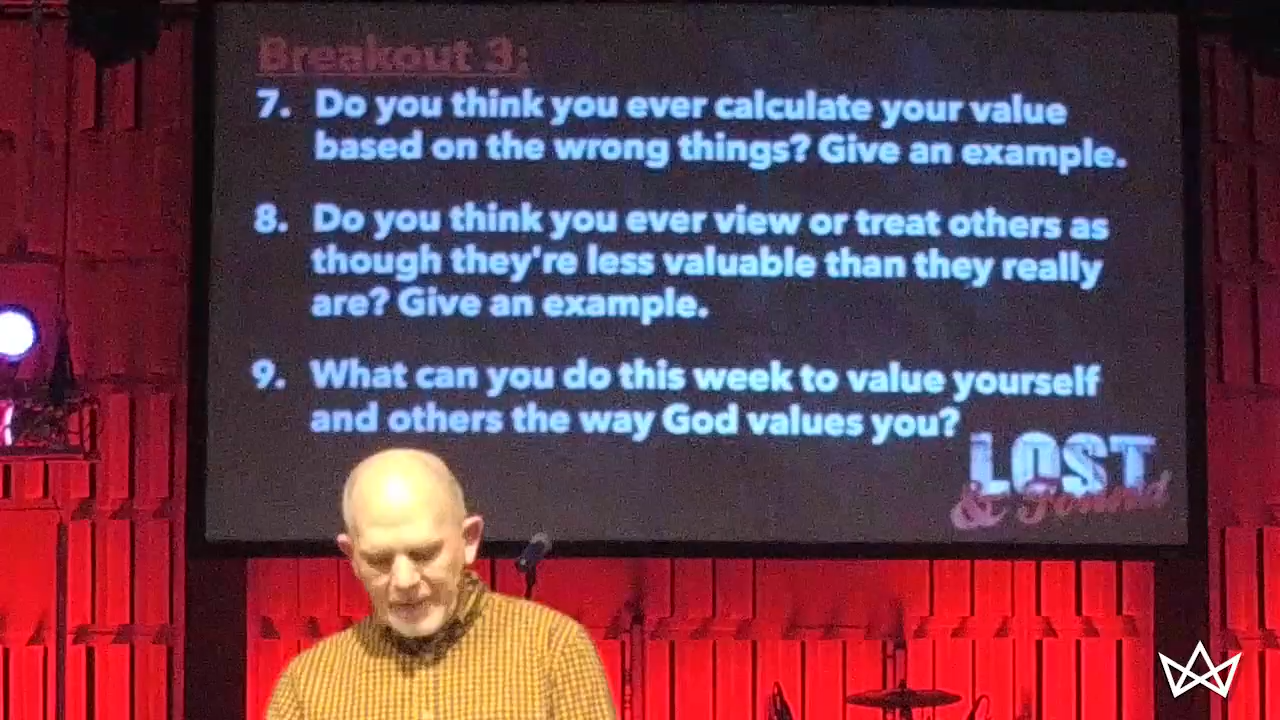 Breakout 3:
7. Do you think you ever calculate your value
based on the wrong things? Give an example.
8. Do you think you ever view or treat others as
though they're less valuable than they really
are? Give an example.
9. What can you do this week to value yourself
and others the way God values you?
LOST
& Found